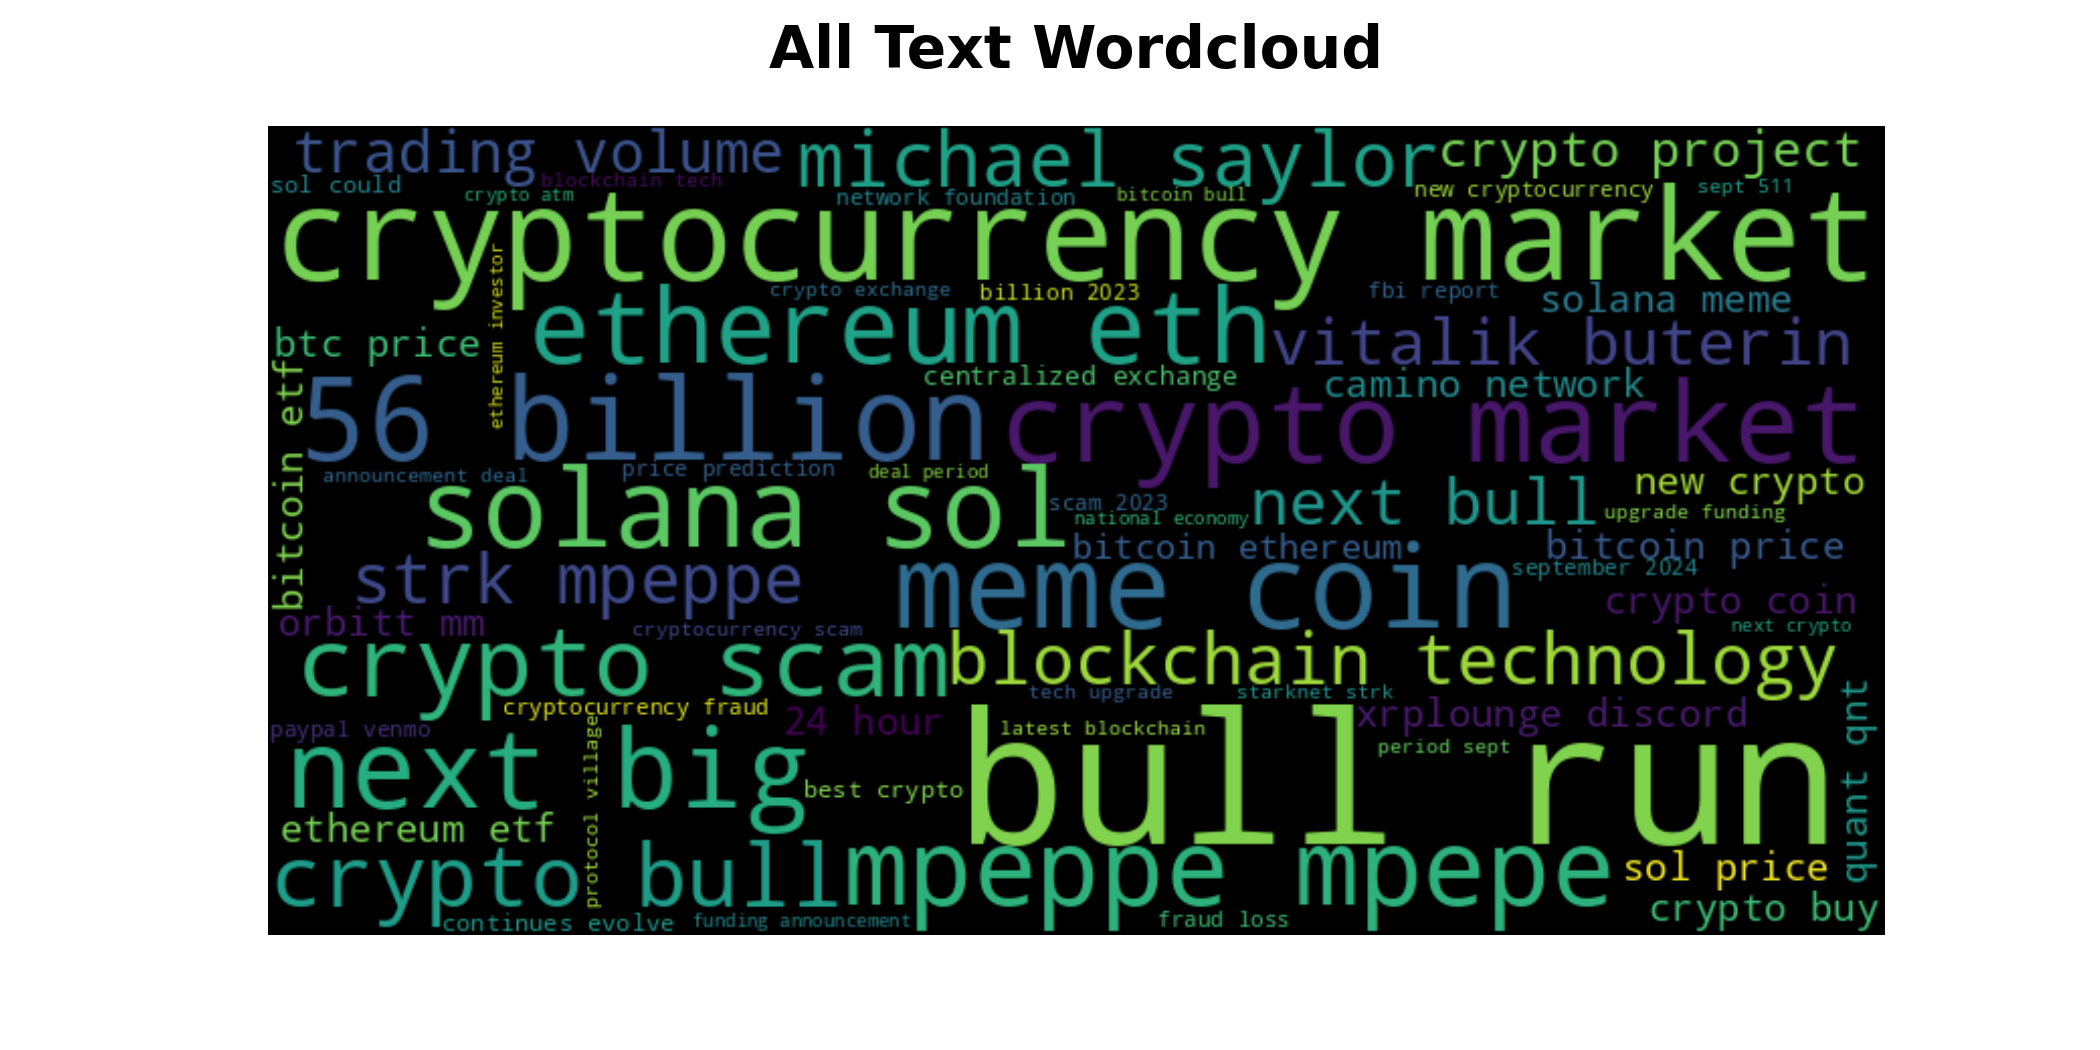 All Text Wordcloud
trading volume
michael saylor
crypto project
sol could
blockchain tech
crypto atm
network foundation
bitcoin bull
new cryptocurrency
sept 511
cryptocurrency market
ethereum investor
crypto exchange
billion 2023
fbi report
solana meme
btc price
ethereum eth
vitalik buterin
centralized exchange
camino network
bitcoin etf
56 billion
crypto market
announcement deal
price prediction
deal period
solana sol
scam 2023
next bull
new crypto
national economy
upgrade funding
bitcoin ethereum•
bitcoin price
strk mpeppe
meme coin
september 2024
crypto coin
orbitt mm
cryptocurrency scam
next crypto
crypto scam
blockchain technology
tech upgrade
starknet strk
cryptocurrency fraud
24 hour
xrplounge discord
paypal venmo
latest blockchain
period sept
quant qnt
next big
protocol village
best crypto
bull run
ethereum etf
crypto bull
mpeppe mpepe
sol price
crypto buy
continues evolve
funding announcement
fraud loss